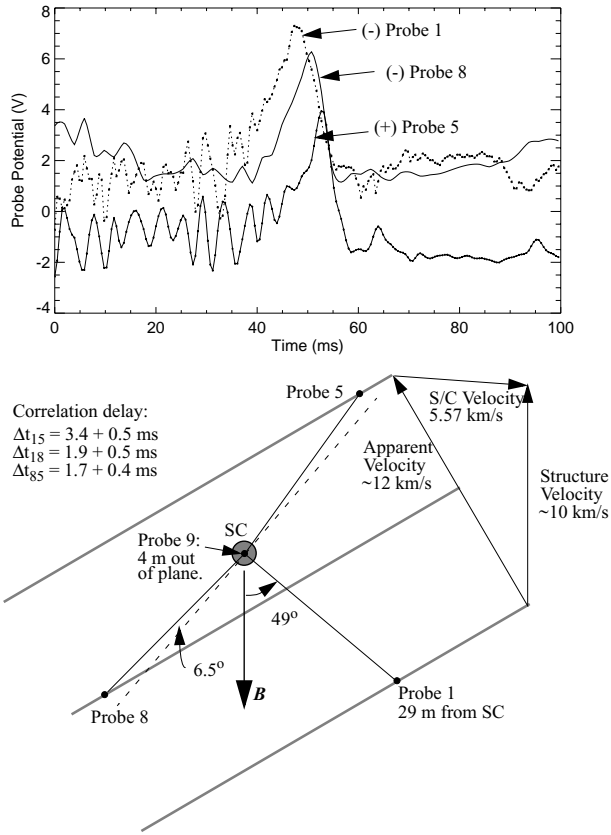 (-) Probe 1
(-) Probe 8
(+) Probe 5
Probe Potential (V)
8
6
4
2
0
-2
-4
0
20
40
60
80
100
Time (ms)
Correlation delay:
Δt15 = 3.4 + 0.5 ms
Δt18 = 1.9 + 0.5 ms
Δt85 = 1.7 + 0.4 ms
Probe 5
S/C Velocity
5.57 km/s
Apparent
Velocity
~12 km/s
Structure
Velocity
~10 km/s
SC
Probe 9:
4 m out
of plane.
49o
6.5o
B
Probe 8
Probe 1
29 m from SC